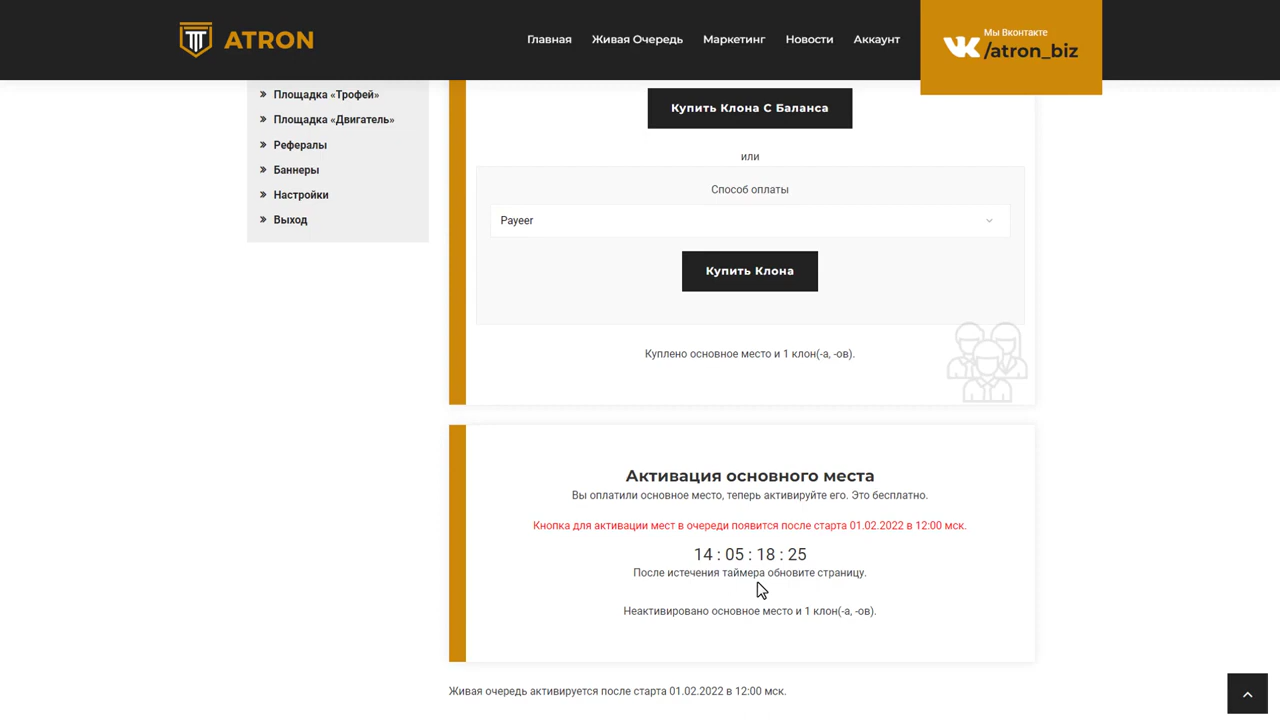 ATRON
Главная Живая Очередь Маркетинг Новости Аккаунт
Мы Вконтакте
/atron_biz
Площадка «Трофей»
Площадка «Двигатель»
Рефералы
Баннеры
Настройки
Выход
Купить Клона С Баланса
или
Способ оплаты
Payeer
Купить Клона
Куплено основное место и 1 клон(-а, -ов).
Активация основного места
Вы оплатили основное место, теперь активируйте его. Это бесплатно.
Кнопка для активации мест в очереди появится после старта 01.02.2022 в 12:00 мск.
14 : 05 : 18 : 25
После истечения таймера обновите страницу.
Неактивировано основное место и 1 клон(-а, -ов).
Живая очередь активируется после старта 01.02.2022 в 12:00 мск.